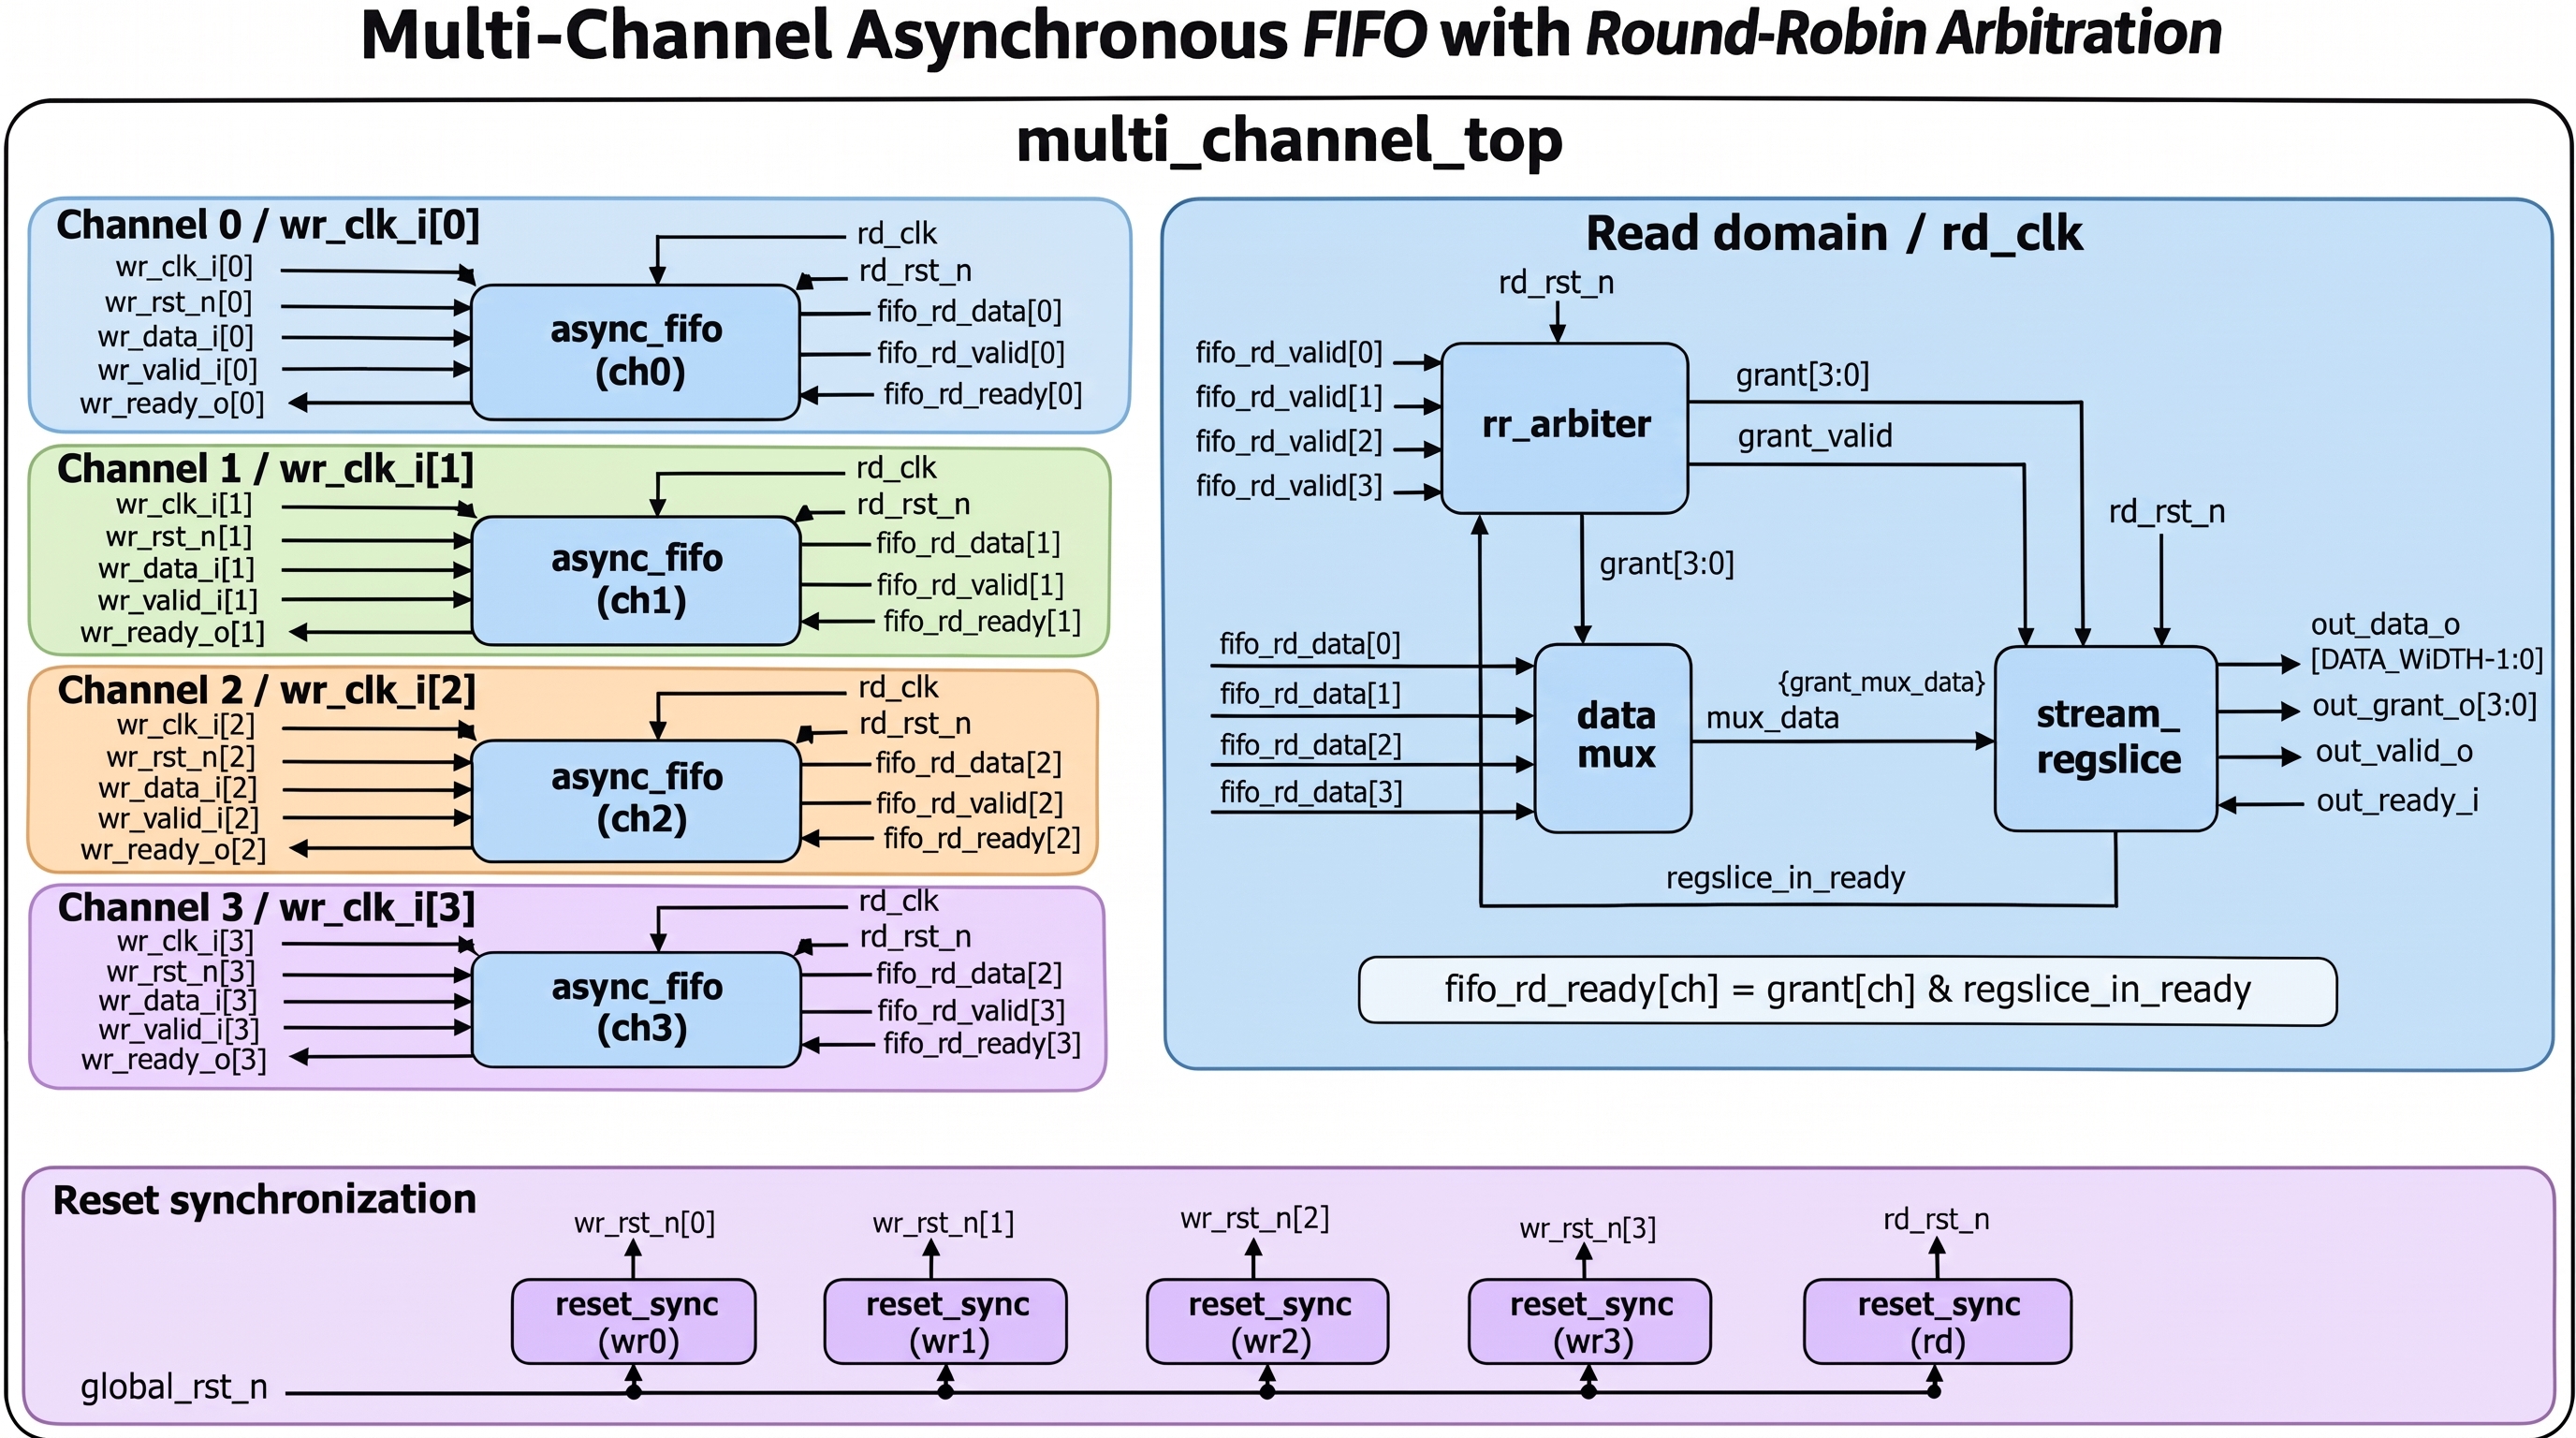 Multi-Channel Asynchronous FIFO with Round-Robin Arbitration
multi_channel_top
Channel 0 / wr_clk_i[0]
wr_clk_i[0]
wr_rst_n[0]
wr_data_i[0]
wr_valid_i[0]
wr_ready_o[0]
async_fifo
(ch0)
rd_clk
rd_rst_n
fifo_rd_data[0]
fifo_rd_valid[0]
fifo_rd_ready[0]
Channel 1 / wr_clk_i[1]
wr_clk_i[1]
wr_rst_n[1]
wr_data_i[1]
wr_valid_i[1]
wr_ready_o[1]
async_fifo
(ch1)
rd_clk
rd_rst_n
fifo_rd_data[1]
fifo_rd_valid[1]
fifo_rd_ready[1]
Channel 2 / wr_clk_i[2]
wr_clk_i[2]
wr_rst_n[2]
wr_data_i[2]
wr_valid_i[2]
wr_ready_o[2]
async_fifo
(ch2)
rd_clk
rd_rst_n
fifo_rd_data[2]
fifo_rd_valid[2]
fifo_rd_ready[2]
Channel 3 / wr_clk_i[3]
wr_clk_i[3]
wr_rst_n[3]
wr_data_i[3]
wr_valid_i[3]
wr_ready_o[3]
async_fifo
(ch3)
rd_clk
rd_rst_n
fifo_rd_data[2]
fifo_rd_valid[3]
fifo_rd_ready[3]
Read domain / rd_clk
rd_rst_n
fifo_rd_valid[0]
fifo_rd_valid[1]
fifo_rd_valid[2]
fifo_rd_valid[3]
rr_arbiter
grant[3:0]
grant_valid
rd_rst_n
grant[3:0]
fifo_rd_data[0]
fifo_rd_data[1]
fifo_rd_data[2]
fifo_rd_data[3]
data
mux
{grant_mux_data}
mux_data
stream_
regslice
out_data_o
[DATA_WiDTH-1:0]
out_grant_o[3:0]
out_valid_o
out_ready_i
regslice_in_ready
fifo_rd_ready[ch] = grant[ch] & regslice_in_ready
Reset synchronization
wr_rst_n[0]
wr_rst_n[1]
wr_rst_n[2]
wr_rst_n[3]
rd_rst_n
reset_sync
(wr0)
reset_sync
(wr1)
reset_sync
(wr2)
reset_sync
(wr3)
reset_sync
(rd)
global_rst_n